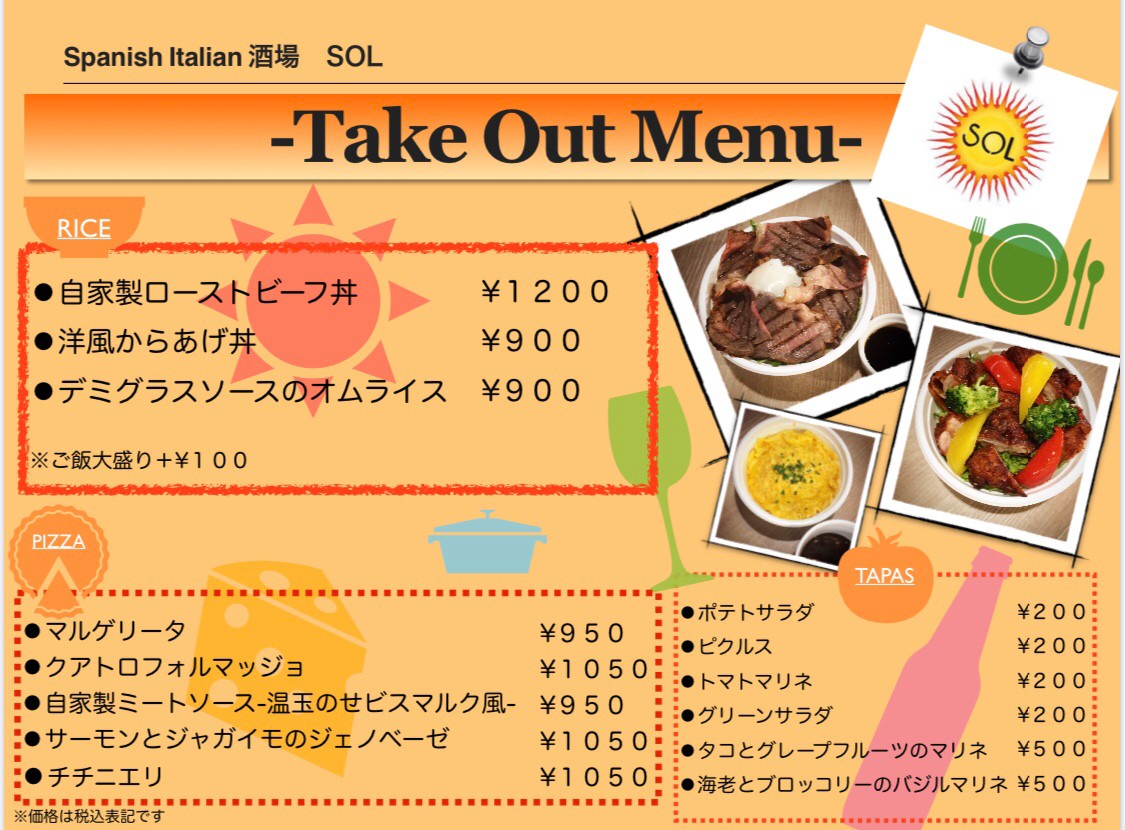 Spanish Italian 酒場　SOL
-Take Out Menu-
SOL
RICE
●自家製ローストビーフ丼　¥１２００
●洋風からあげ丼　¥９００
●デミグラスソースのオムライス　¥９００
※ご飯大盛り＋¥１００
PIZZA
●マルゲリータ　¥９５０
●クアトロフォルマッジョ　¥１０５０
●自家製ミートソース-温玉のせビスマルク風-　¥９５０
●サーモンとジャガイモのジェノベーゼ　¥１０５０
●チチニエリ　¥１０５０
※価格は税込表記です
TAPAS
●ポテトサラダ　¥２００
●ピクルス　¥２００
●トマトマリネ　¥２００
●グリーンサラダ　¥２００
●タコとグレープフルーツのマリネ　¥５００
●海老とブロッコリーのバジルマリネ　¥５００